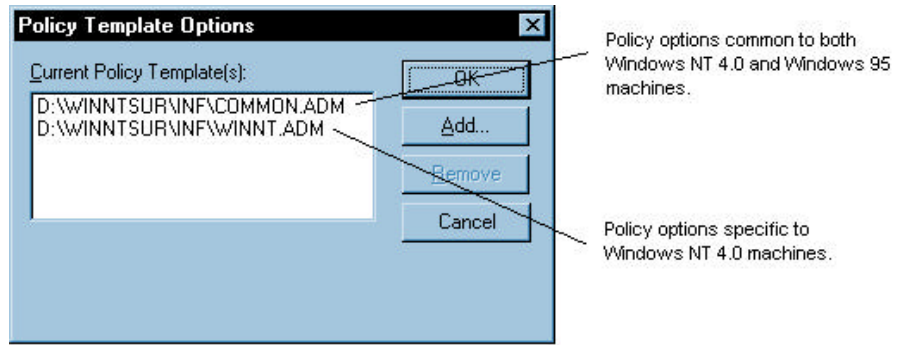 Policy Template Options
Current Policy Template(s):
D:\WINNTSUR\INF\COMMON.ADM
D:\WINNTSUR\INF\WINNT.ADM
OK
Add...
Remove
Cancel
Policy options common to both
Windows NT 4.0 and Windows 95
machines.
Policy options specific to
Windows NT 4.0 machines.